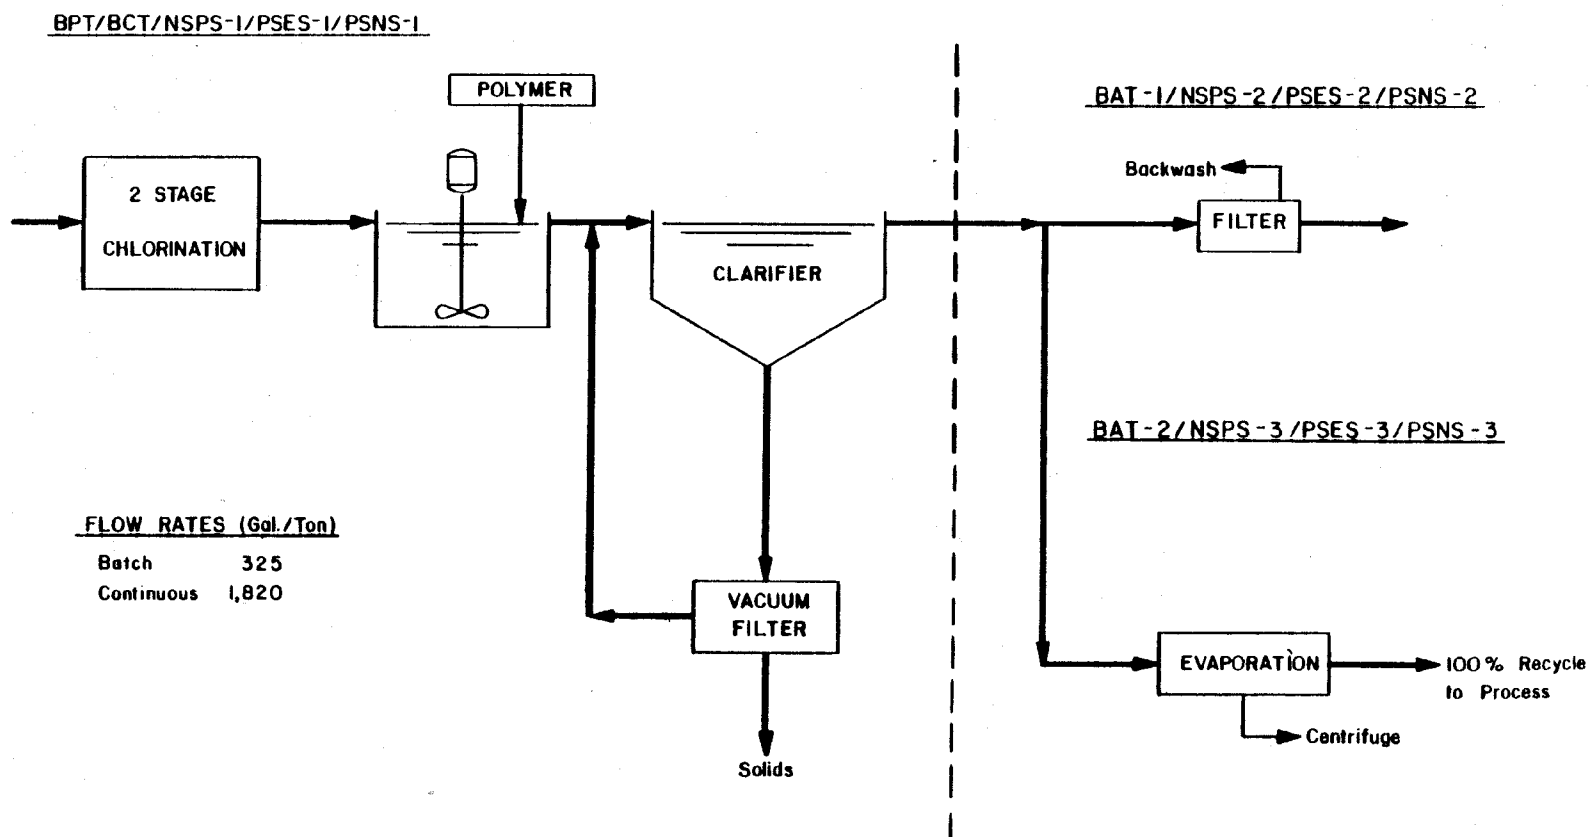 BPT/BCT/NSPS-1/PSES-1/PSNS-1
POLYMER
2 STAGE
CHLORINATION
CLARIFIER
VACUUM
FILTER
Solids
FLOW RATES (Gal./Ton)
Batch 325
Continuous 1,820
BAT-1/NSPS-2/PSES-2/PSNS-2
Backwash
FILTER
BAT-2/NSPS-3/PSES-3/PSNS-3
EVAPORATION
100% Recycle
to Process
Centrifuge